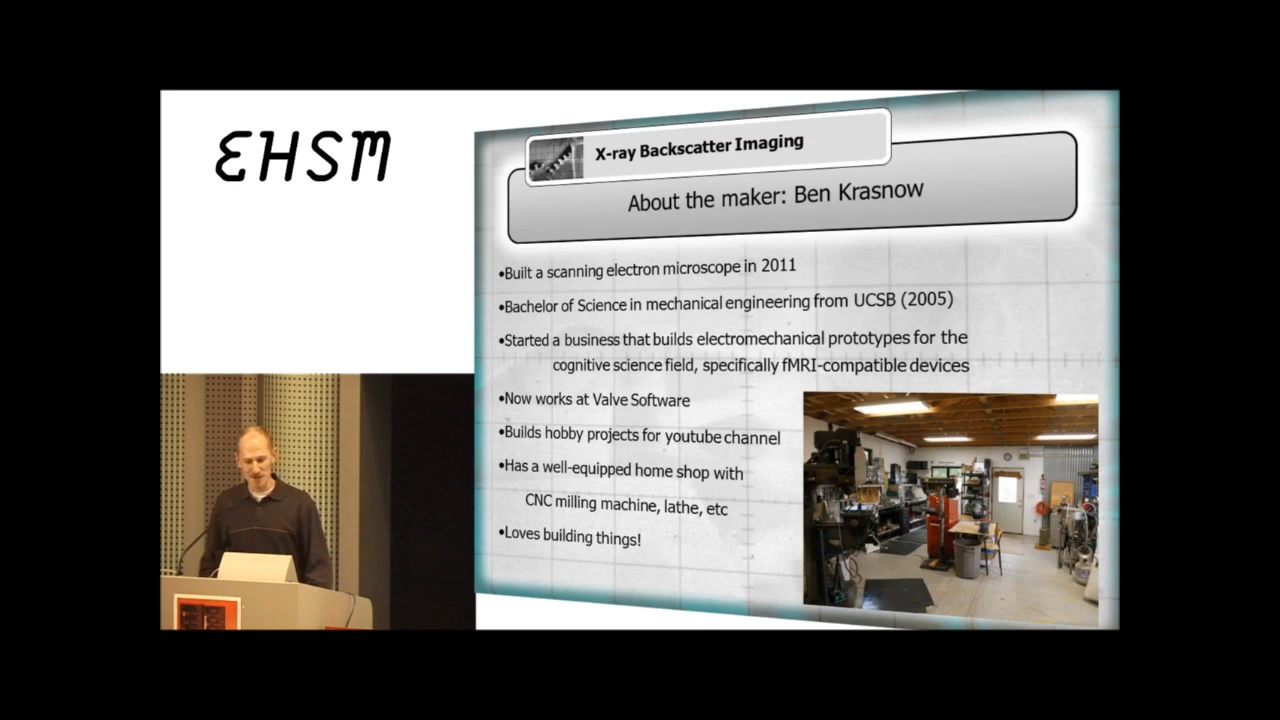 EHSM
X-ray Backscatter Imaging
About the maker: Ben Krasnow
•Built a scanning electron microscope in 2011
•Bachelor of Science in mechanical engineering from UCSB (2005)
•Started a business that builds electromechanical prototypes for the
cognitive science field, specifically fMRI-compatible devices
•Now works at Valve Software
•Builds hobby projects for youtube channel
•Has a well-equipped home shop with
CNC milling machine, lathe, etc
•Loves building things!